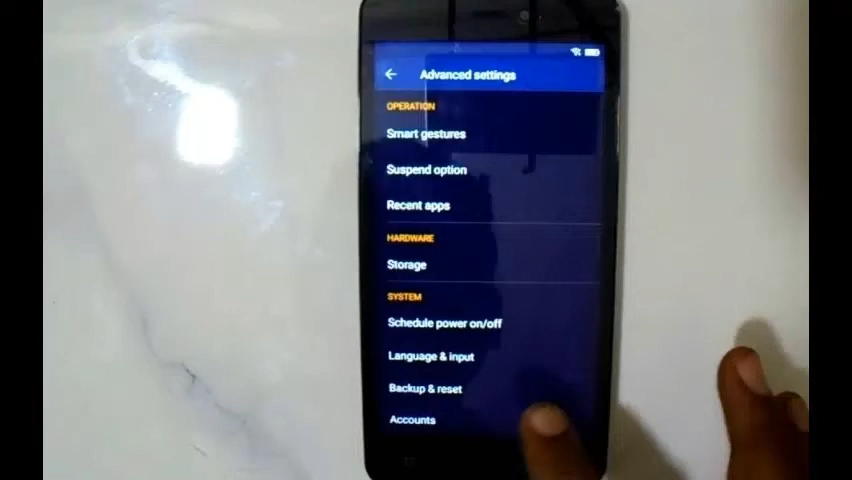 Advanced settings
OPERATION
Smart gestures
Suspend option
Recent apps
HARDWARE
Storage
SYSTEM
Schedule power on/off
Language & input
Backup & reset
Accounts